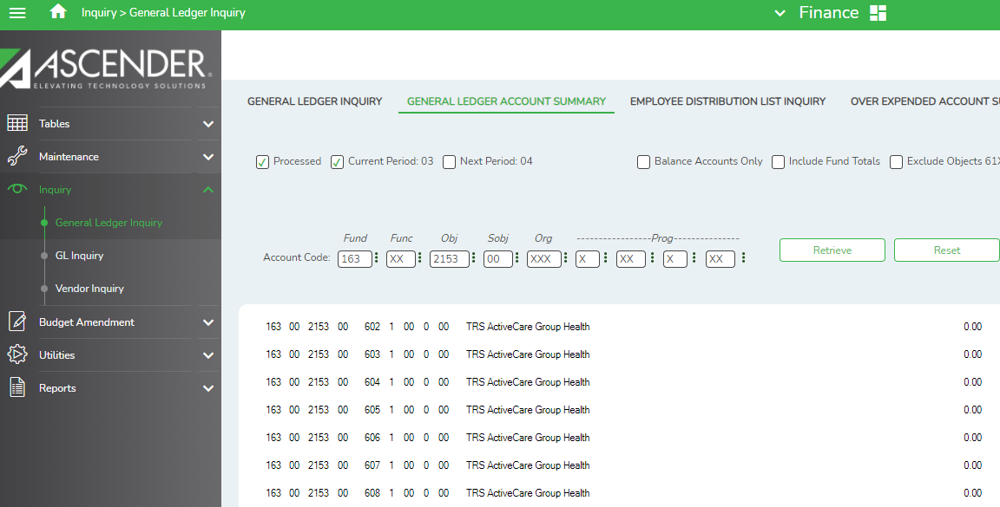 Inquiry > General Ledger Inquiry
Finance
ASCENDER
ELEVATING TECHNOLOGY SOLUTIONS
Tables
Maintenance
Inquiry
General Ledger Inquiry
GL Inquiry
Vendor Inquiry
Budget Amendment
Utilities
Reports
GENERAL LEDGER INQUIRY GENERAL LEDGER ACCOUNT SUMMARY EMPLOYEE DISTRIBUTION LIST INQUIRY OVER EXPENDED ACCOUNT SU
Processed Current Period: 03 Next Period: 04 Balance Accounts Only Include Fund Totals Exclude Objects 61X
Fund Func Obj Sobj Org ----------------Prog----------------
Account Code: 163 XX 2153 00 XXX X XX X XX Retrieve Reset
163 00 2153 00 602 1 00 0 00 TRS ActiveCare Group Health 0.00
163 00 2153 00 603 1 00 0 00 TRS ActiveCare Group Health 0.00
163 00 2153 00 604 1 00 0 00 TRS ActiveCare Group Health 0.00
163 00 2153 00 605 1 00 0 00 TRS ActiveCare Group Health 0.00
163 00 2153 00 606 1 00 0 00 TRS ActiveCare Group Health 0.00
163 00 2153 00 607 1 00 0 00 TRS ActiveCare Group Health 0.00
163 00 2153 00 608 1 00 0 00 TRS ActiveCare Group Health 0.00